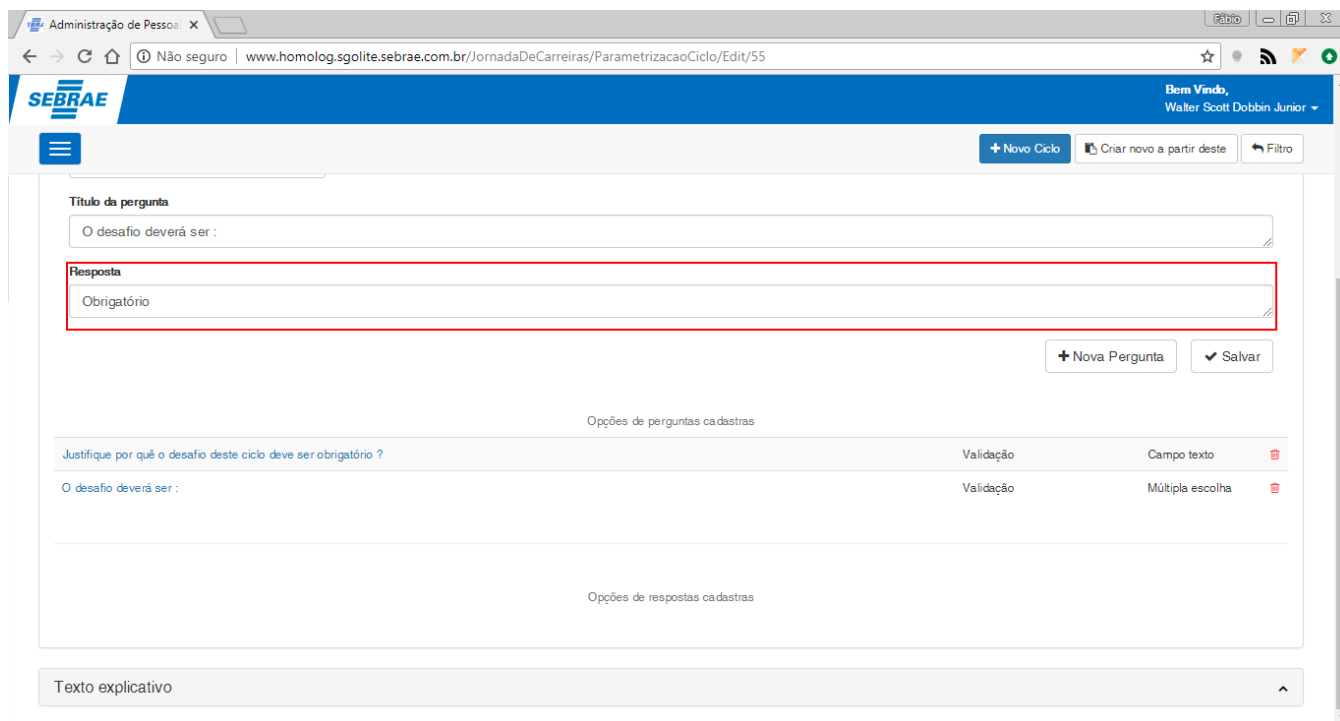 Administração de Pessoa
Fábio
Não seguro | www.homolog.sgolite.sebrae.com.br/JornadaDeCarreiras/ParametrizacaoCiclo/Edit/55
SEBRAE
Bem Vindo,
Walter Scott Dobbin Junior
+ Novo Ciclo
Criar novo a partir deste
Filtro
Título da pergunta
O desafio deverá ser :
Resposta
Obrigatório
+ Nova Pergunta
Salvar
Opções de perguntas cadastras
Justifique por quê o desafio deste ciclo deve ser obrigatório ? Validação Campo texto
O desafio deverá ser : Validação Múltipla escolha
Opções de respostas cadastras
Texto explicativo